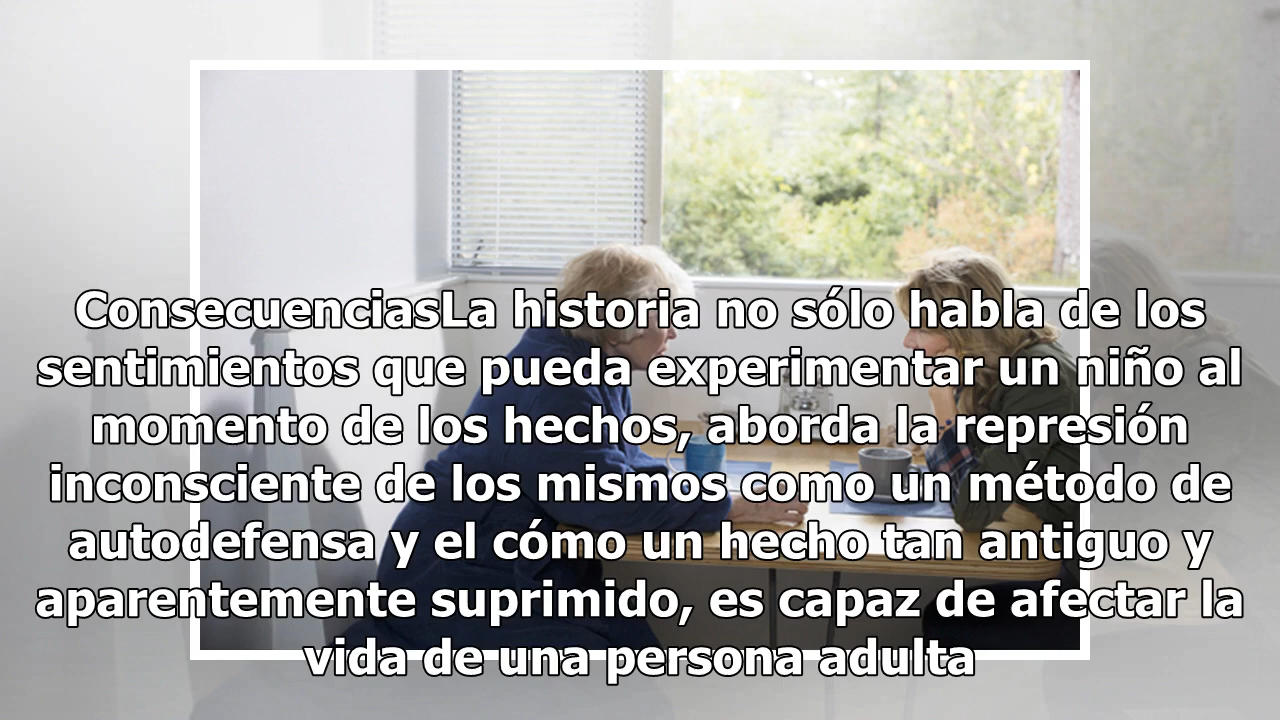 ConsecuenciasLa historia no sólo habla de los
sentimientos que pueda experimentar un niño al
momento de los hechos, aborda la represión
inconsciente de los mismos como un método de
autodefensa y el cómo un hecho tan antiguo y
aparentemente suprimido, es capaz de afectar la
vida de una persona adulta